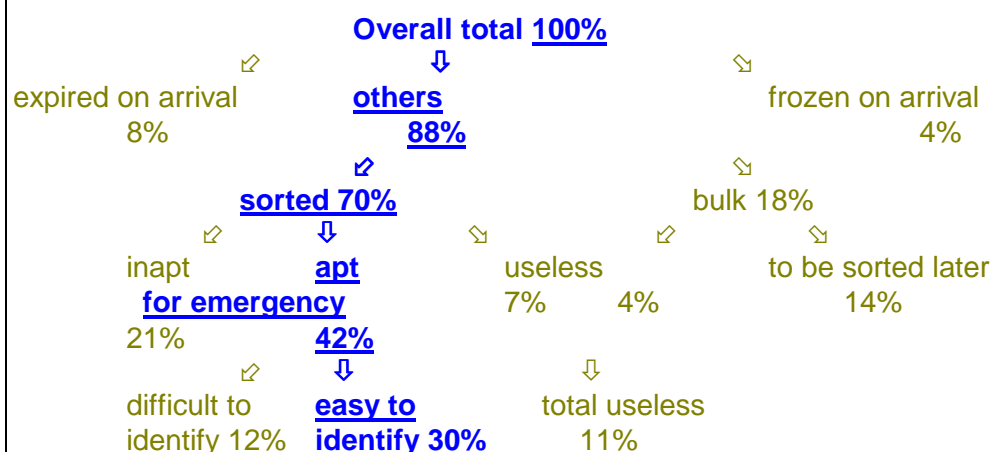 Overall total 100%
expired on arrival others frozen on arrival
8% 88% 4%
sorted 70% bulk 18%
inapt apt useless to be sorted later
for emergency 7% 4% 14%
21% 42%
difficult to easy to total useless
identify 12% identify 30% 11%